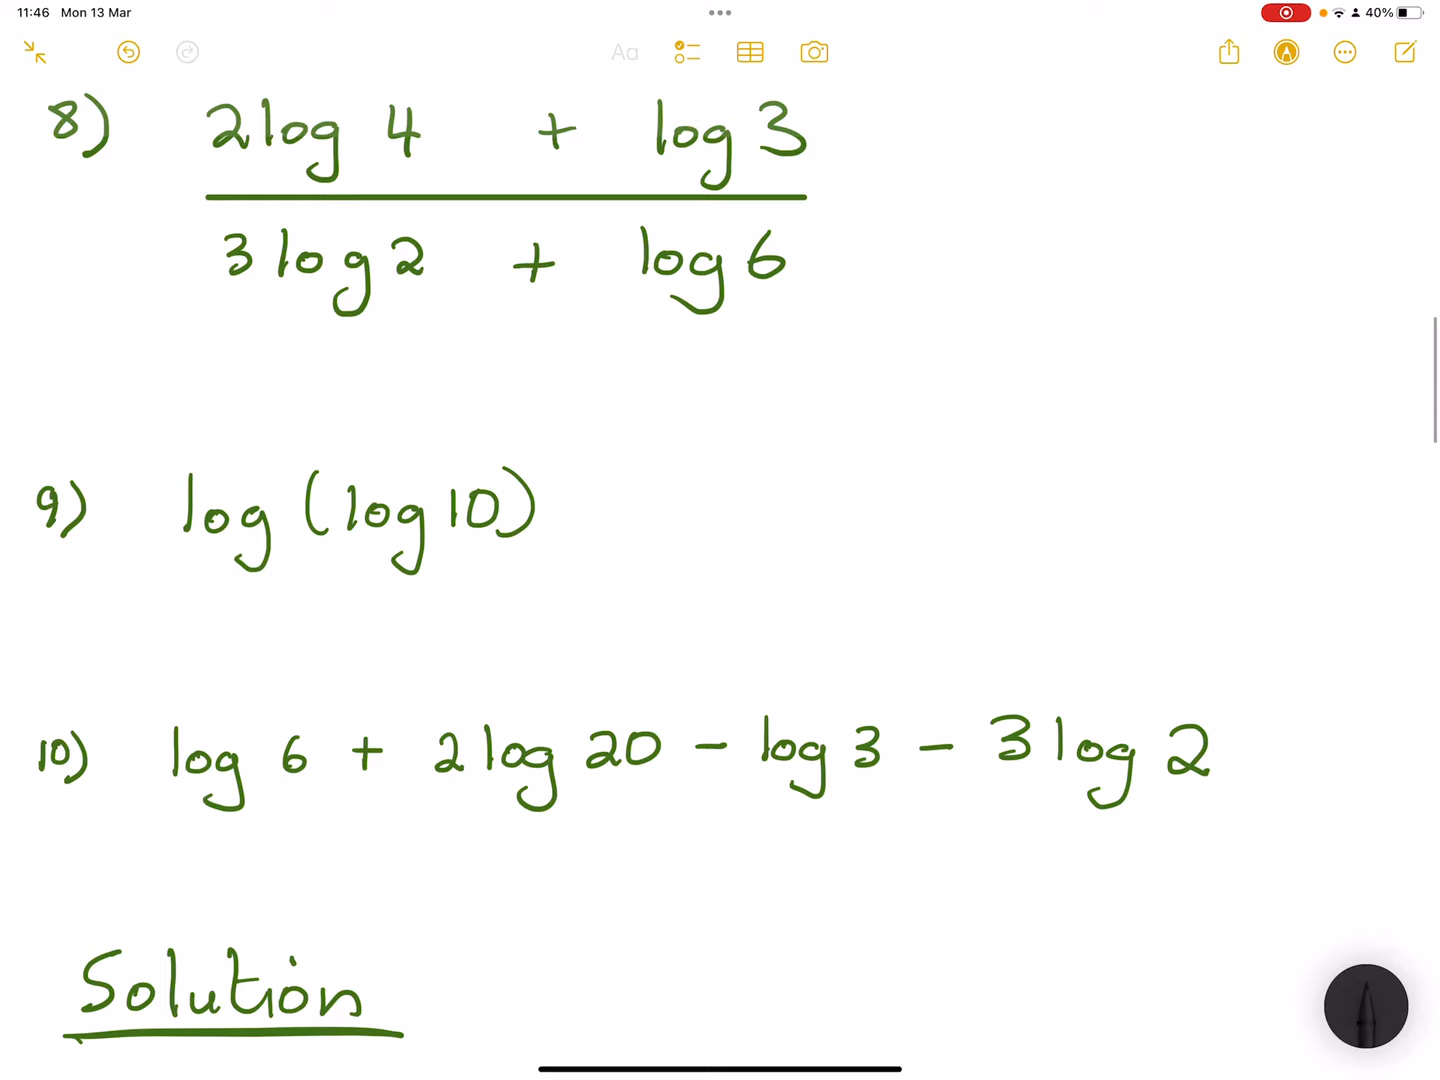 11:46 Mon 13 Mar 40%
Aa
8) 2log 4 + log 3
3 log 2 + log 6
9) log (log 10)
10) log 6 + 2 log 20 - log 3 - 3 log 2
Solution